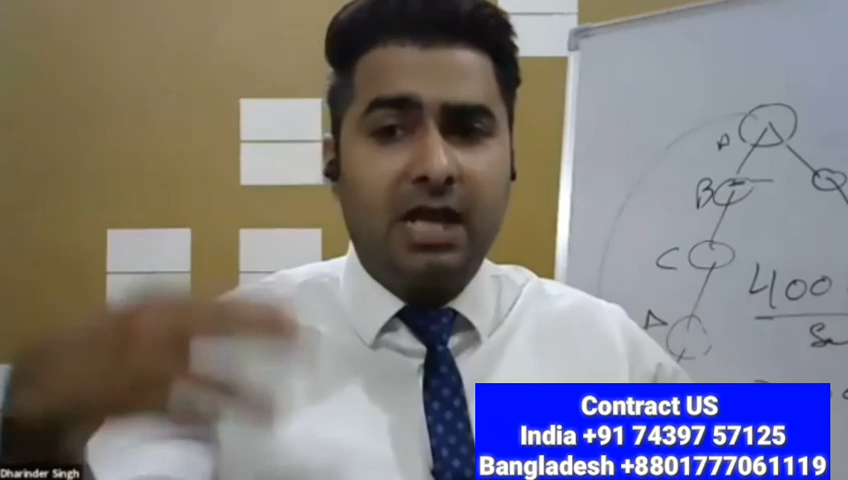 A
B
C
400
Contract US
India +91 74397 57125
Bangladesh +8801777061119
Dharinder Singh